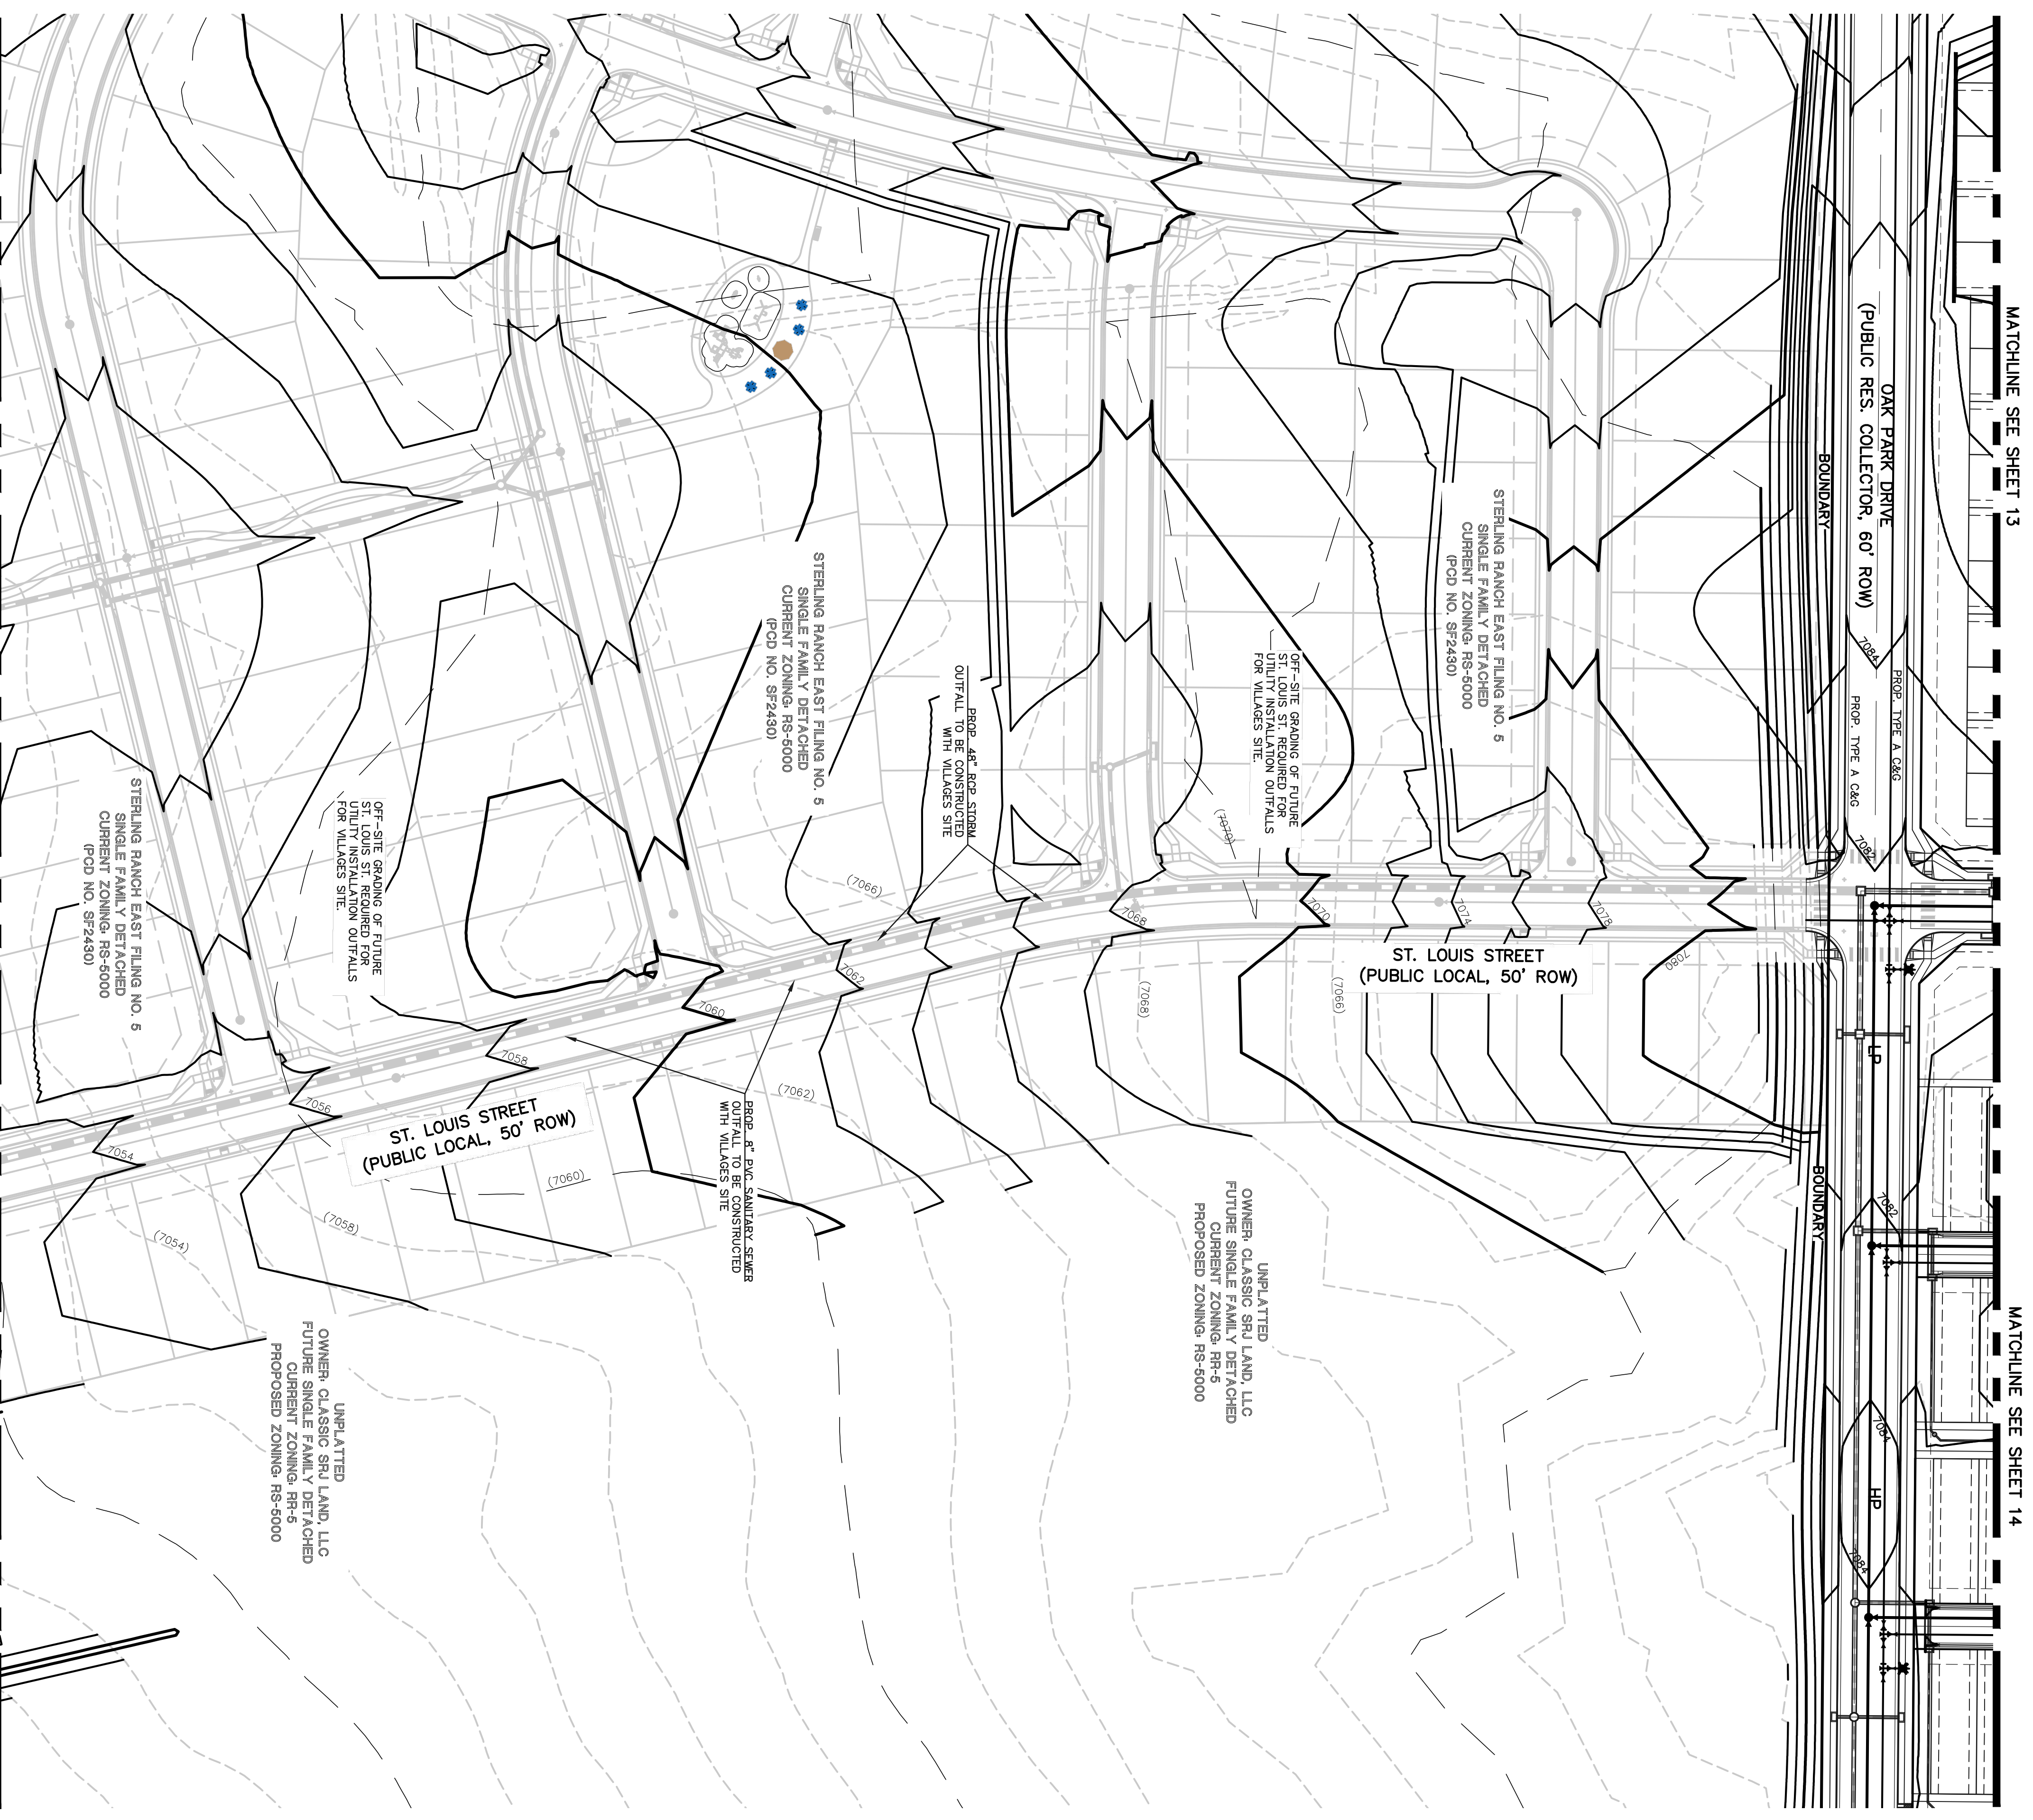 MATCHLINE SEE SHEET 13
MATCHLINE SEE SHEET 14
OAK PARK DRIVE
(PUBLIC RES. COLLECTOR, 60' ROW)
BOUNDARY
7084
PROP. TYPE A C&G
PROP. TYPE A C&G
7082
LP
BOUNDARY
7082
7084
HP
7084
STERLING RANCH EAST FILING NO. 5
SINGLE FAMILY DETACHED
CURRENT ZONING: RS-5000
(PCD NO. SF2430)
OFF-SITE GRADING OF FUTURE
ST. LOUIS ST. REQUIRED FOR
UTILITY INSTALLATION OUTFALLS
FOR VILLAGES SITE.
(7070)
7070
7074
7078
7080
ST. LOUIS STREET
(PUBLIC LOCAL, 50' ROW)
(7066)
(7068)
7068
UNPLATTED
OWNER: CLASSIC SRJ LAND, LLC
FUTURE SINGLE FAMILY DETACHED
CURRENT ZONING: RR-5
PROPOSED ZONING: RS-5000
PROP. 48" RCP STORM
OUTFALL TO BE CONSTRUCTED
WITH VILLAGES SITE
STERLING RANCH EAST FILING NO. 5
SINGLE FAMILY DETACHED
CURRENT ZONING: RS-5000
(PCD NO. SF2430)
(7066)
7062
7060
(7062)
PROP. 8" PVC SANITARY SEWER
OUTFALL TO BE CONSTRUCTED
WITH VILLAGES SITE
7058
(7060)
ST. LOUIS STREET
(PUBLIC LOCAL, 50' ROW)
OFF-SITE GRADING OF FUTURE
ST. LOUIS ST. REQUIRED FOR
UTILITY INSTALLATION OUTFALLS
FOR VILLAGES SITE.
7056
(7058)
UNPLATTED
OWNER: CLASSIC SRJ LAND, LLC
FUTURE SINGLE FAMILY DETACHED
CURRENT ZONING: RR-5
PROPOSED ZONING: RS-5000
STERLING RANCH EAST FILING NO. 5
SINGLE FAMILY DETACHED
CURRENT ZONING: RS-5000
(PCD NO. SF2430)
7054
(7054)